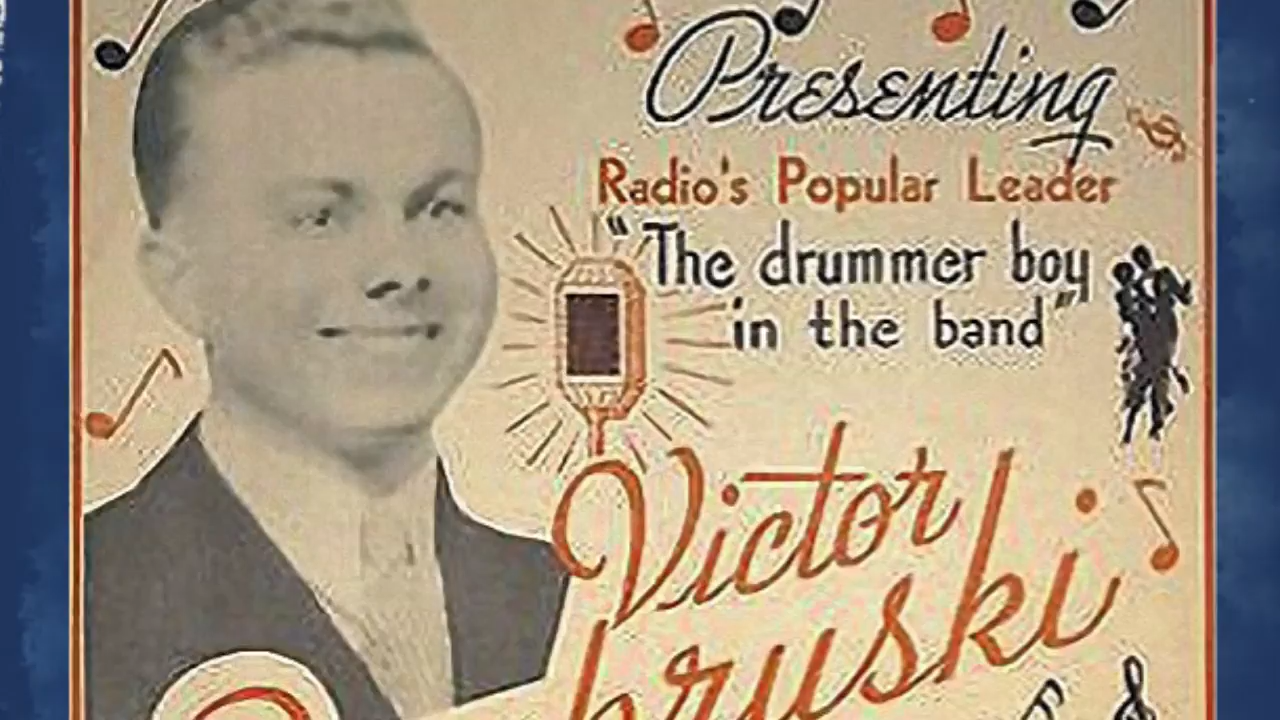 Presenting
Radio's Popular Leader
"The drummer boy
in the band"
Victor